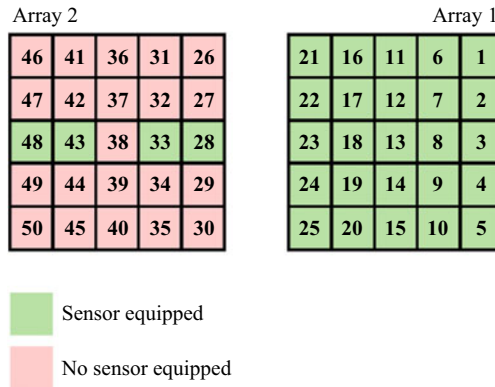 Array 2 Array 1
46 41 36 31 26 21 16 11 6 1
47 42 37 32 27 22 17 12 7 2
48 43 38 33 28 23 18 13 8 3
49 44 39 34 29 24 19 14 9 4
50 45 40 35 30 25 20 15 10 5
Sensor equipped
No sensor equipped